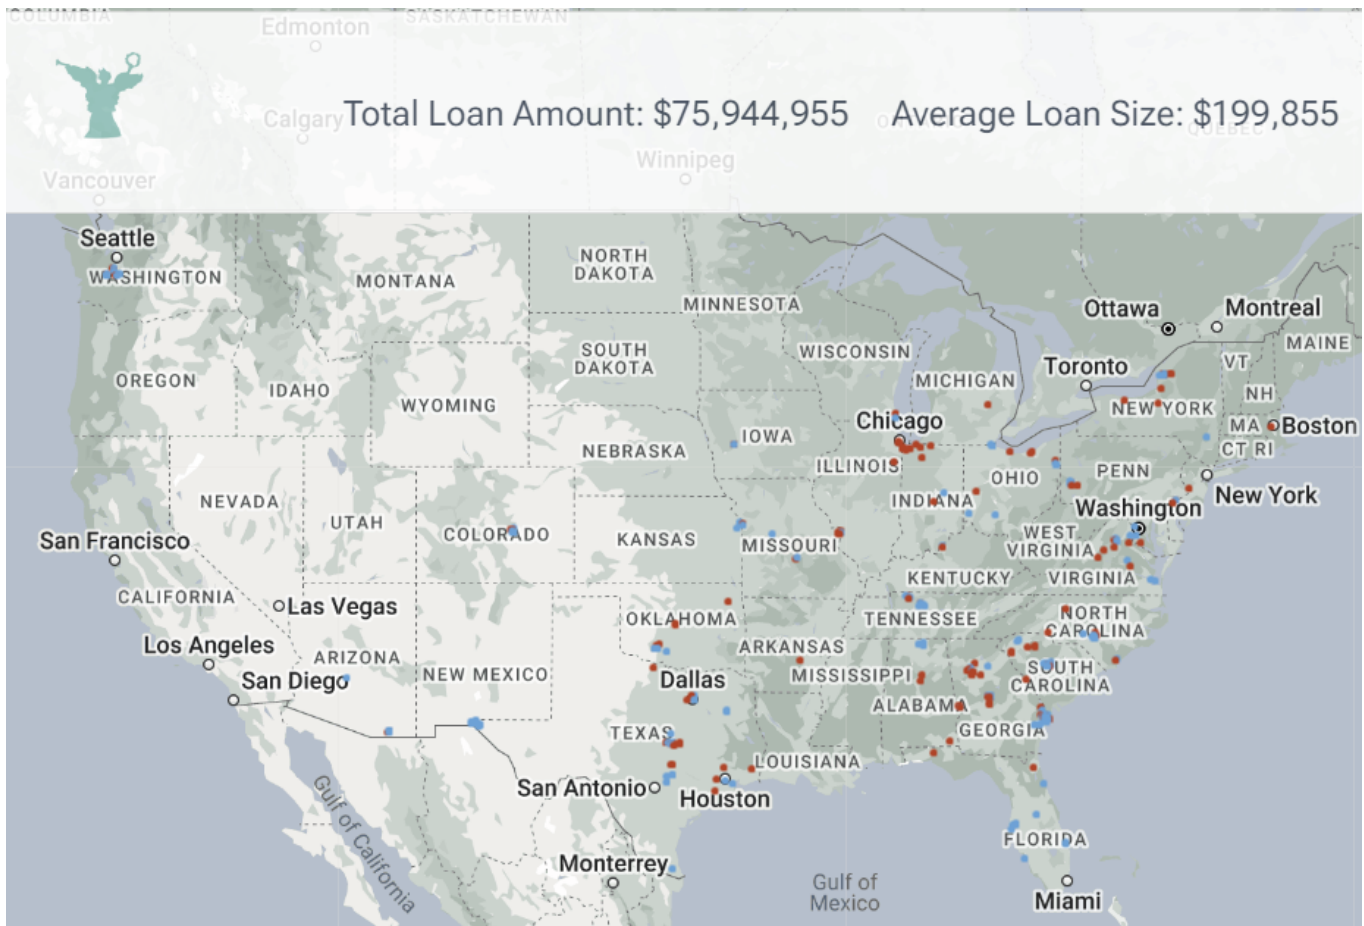 COLUMBIA
SASKATCHEWAN
Edmonton
Calgary
Total Loan Amount: $75,944,955 Average Loan Size: $199,855
QUEBEC
Winnipeg
Vancouver
Seattle
WASHINGTON
MONTANA
NORTH
DAKOTA
MINNESOTA
Ottawa
Montreal
MAINE
SOUTH
DAKOTA
WISCONSIN
Toronto
VT
OREGON
IDAHO
WYOMING
MICHIGAN
NEW YORK
NH
Chicago
MA
Boston
IOWA
NEBRASKA
CT RI
ILLINOIS
OHIO
PENN
NEVADA
UTAH
INDIANA
New York
Washington
San Francisco
COLORADO
KANSAS
MISSOURI
WEST
VIRGINIA
KENTUCKY
VIRGINIA
CALIFORNIA
Las Vegas
OKLAHOMA
TENNESSEE
NORTH
CAROLINA
Los Angeles
ARIZONA
NEW MEXICO
ARKANSAS
MISSISSIPPI
San Diego
Dallas
SOUTH
CAROLINA
ALABAMA
TEXAS
GEORGIA
LOUISIANA
San Antonio
Houston
Gulf of California
FLORIDA
Monterrey
Gulf of
Mexico
Miami